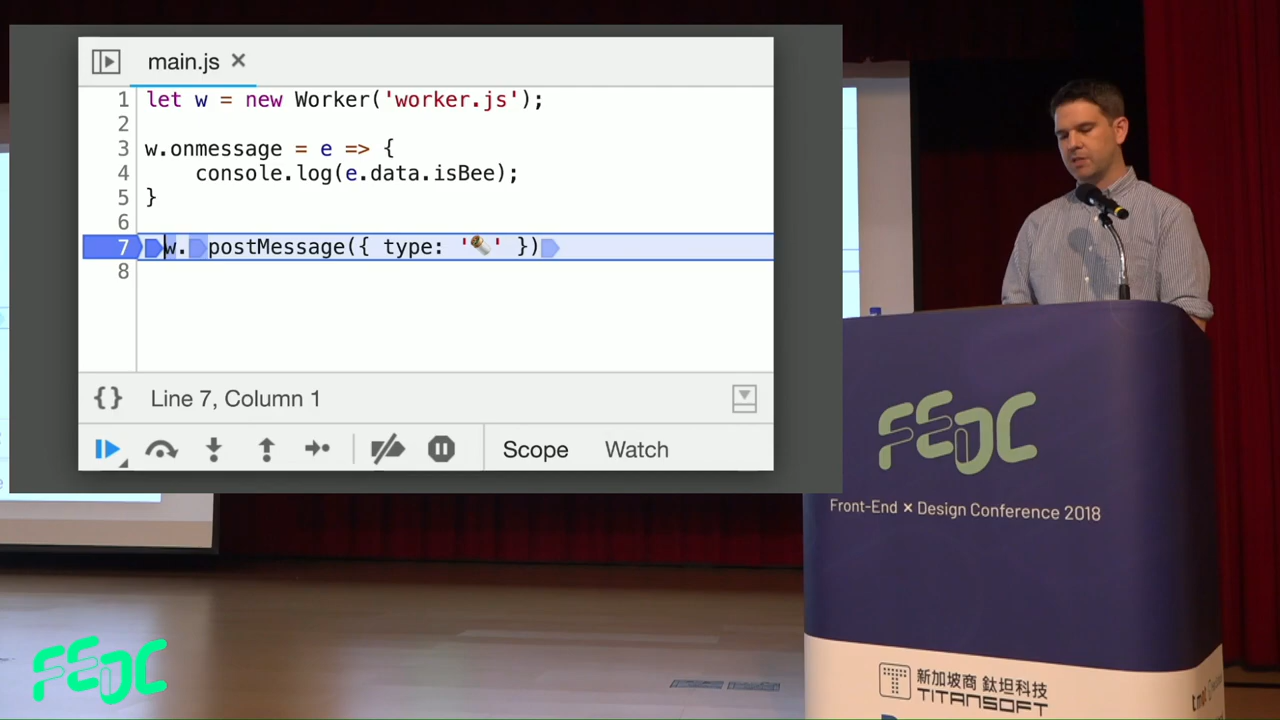 main.js ×
1 let w = new Worker('worker.js');
2
3 w.onmessage = e => {
4 console.log(e.data.isBee);
5 }
6
7 w. postMessage({ type: '🌯' })
8
{} Line 7, Column 1
Scope Watch
FEDC
Front-End × Design Conference 2018
新加坡商 鈦坦科技
TITANSOFT
FEDC